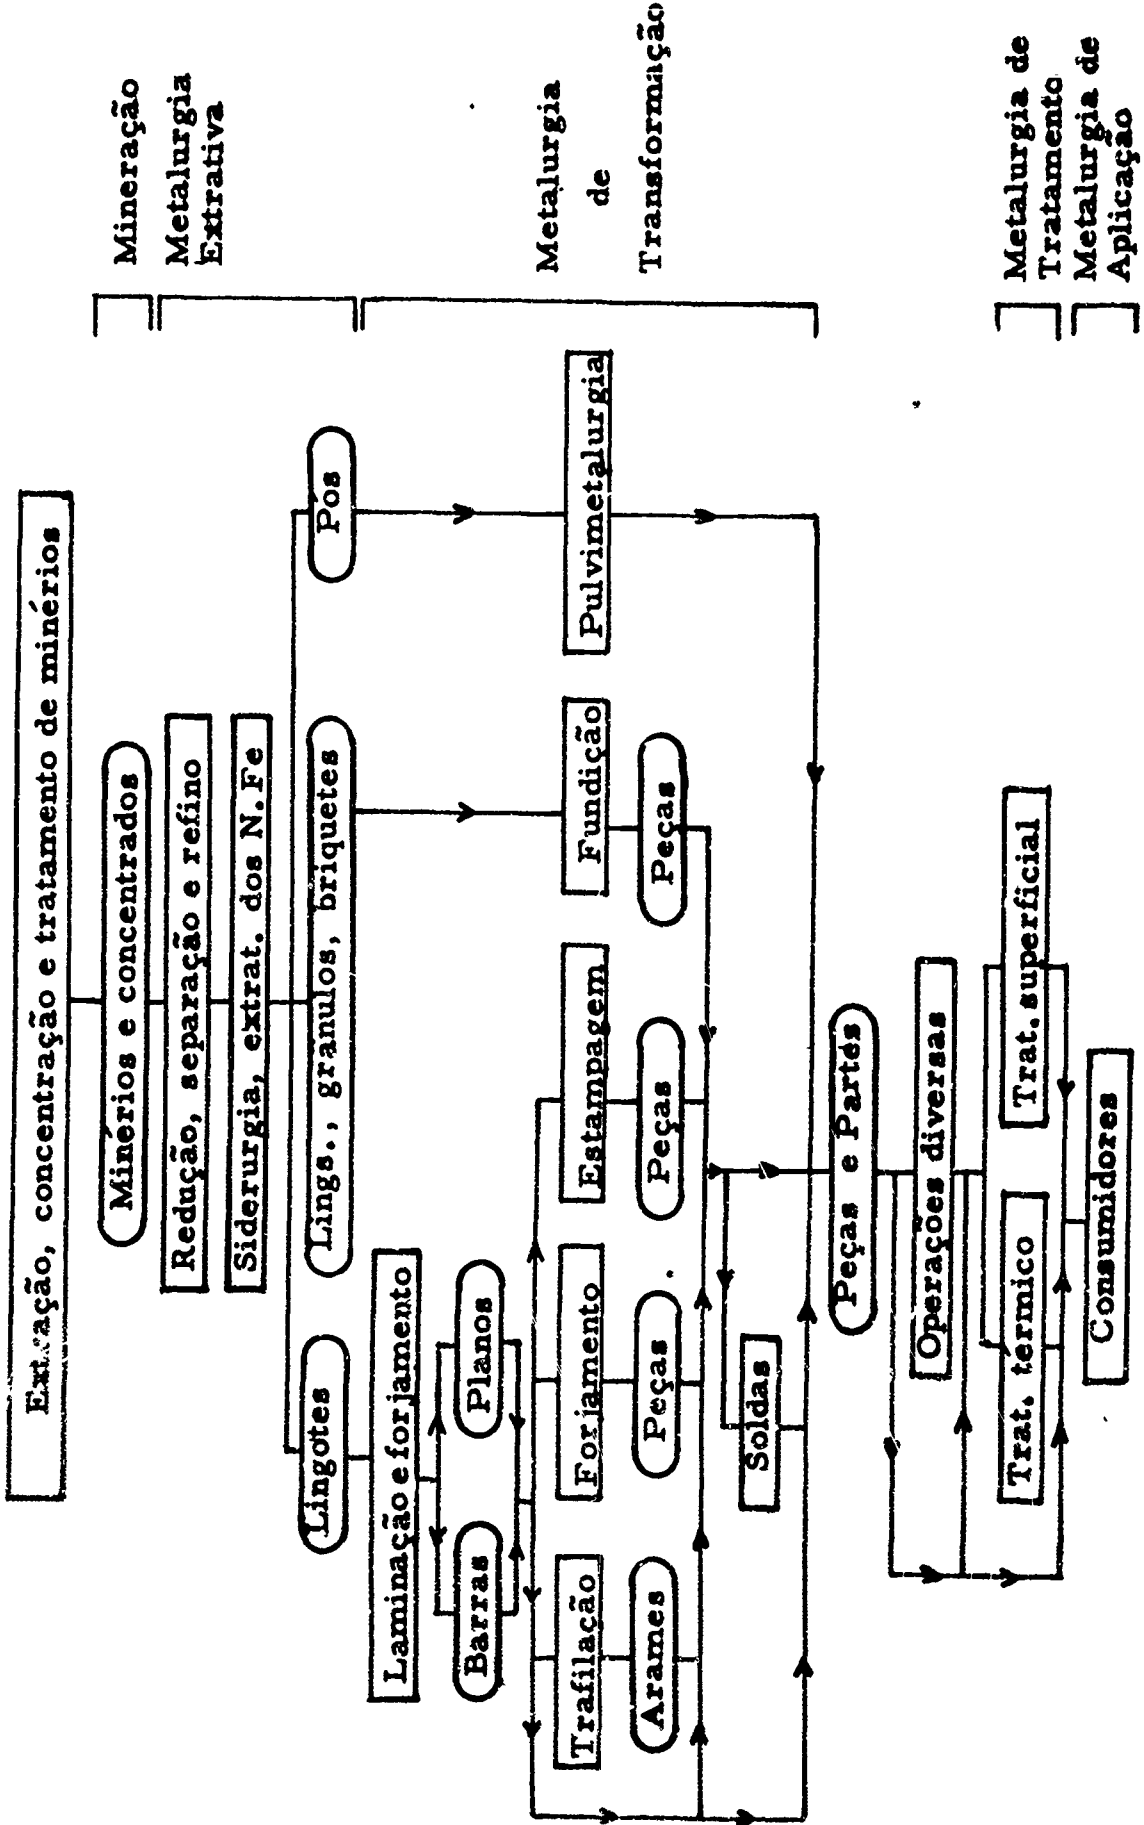 Extração, concentração e tratamento de minérios
Minérios e concentrados
Redução, separação e refino
Siderurgia, extrat. dos N.Fe
Lingotes
Lings., granulos, briquetes
Pós
Laminação e forjamento
Barras
Planos
Trafilação
Forjamento
Estampagem
Fundição
Pulvimetalurgia
Arames
Peças
Peças
Peças
Soldas
Peças e Partes
Operações diversas
Trat. termico
Trat. superficial
Consumidores
Mineração
Metalurgia
Extrativa
Metalurgia
de
Transformação
Metalurgia de
Tratamento
Metalurgia de
Aplicação